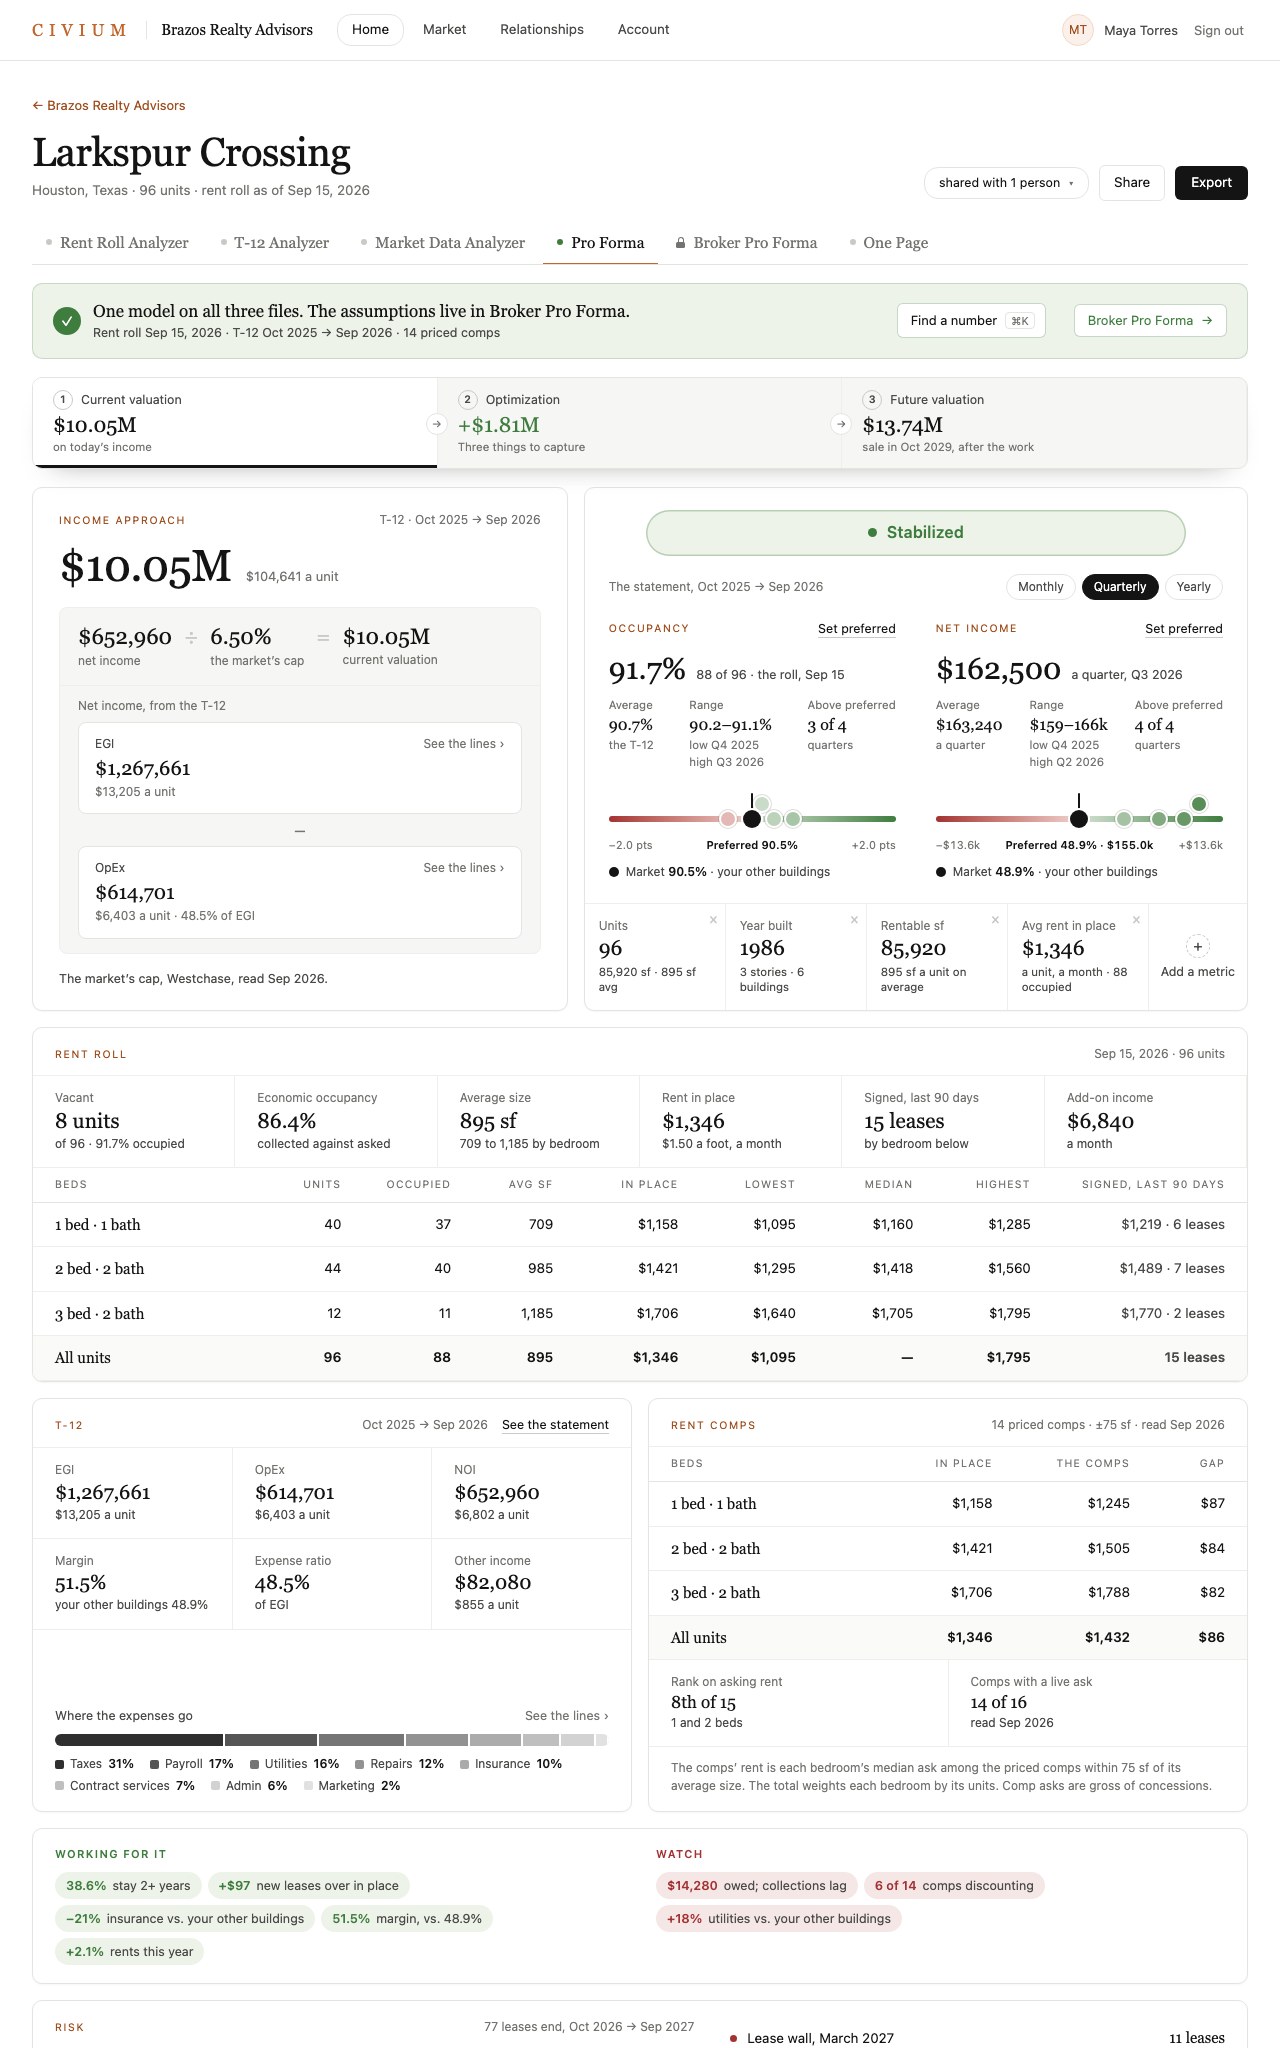 CIVIUM
Brazos Realty Advisors
Home
Market
Relationships
Account
MT
Maya Torres
Sign out
← Brazos Realty Advisors
Larkspur Crossing
Houston, Texas · 96 units · rent roll as of Sep 15, 2026
shared with 1 person ▾
Share
Export
Rent Roll Analyzer
T-12 Analyzer
Market Data Analyzer
Pro Forma
Broker Pro Forma
One Page
One model on all three files. The assumptions live in Broker Pro Forma.
Rent roll Sep 15, 2026 · T-12 Oct 2025 → Sep 2026 · 14 priced comps
Find a number ⌘K
Broker Pro Forma →
1 Current valuation
$10.05M
on today's income
→
2 Optimization
+$1.81M
Three things to capture
→
3 Future valuation
$13.74M
sale in Oct 2029, after the work
INCOME APPROACH
T-12 · Oct 2025 → Sep 2026
$10.05M $104,641 a unit
$652,960 ÷ 6.50% = $10.05M
net income the market's cap current valuation
Net income, from the T-12
EGI See the lines ›
$1,267,661
$13,205 a unit
–
OpEx See the lines ›
$614,701
$6,403 a unit · 48.5% of EGI
The market's cap, Westchase, read Sep 2026.
Stabilized
The statement, Oct 2025 → Sep 2026
Monthly
Quarterly
Yearly
OCCUPANCY Set preferred
91.7% 88 of 96 · the roll, Sep 15
Average Range Above preferred
90.7% 90.2–91.1% 3 of 4
the T-12 low Q4 2025 quarters
high Q3 2026
−2.0 pts Preferred 90.5% +2.0 pts
Market 90.5% · your other buildings
NET INCOME Set preferred
$162,500 a quarter, Q3 2026
Average Range Above preferred
$163,240 $159–166k 4 of 4
a quarter low Q4 2025 quarters
high Q2 2026
−$13.6k Preferred 48.9% · $155.0k +$13.6k
Market 48.9% · your other buildings
Units ×
96
85,920 sf · 895 sf
avg
Year built ×
1986
3 stories · 6
buildings
Rentable sf ×
85,920
895 sf a unit on
average
Avg rent in place ×
$1,346
a unit, a month · 88
occupied
+
Add a metric
RENT ROLL Sep 15, 2026 · 96 units
Vacant
8 units
of 96 · 91.7% occupied
Economic occupancy
86.4%
collected against asked
Average size
895 sf
709 to 1,185 by bedroom
Rent in place
$1,346
$1.50 a foot, a month
Signed, last 90 days
15 leases
by bedroom below
Add-on income
$6,840
a month
BEDS UNITS OCCUPIED AVG SF IN PLACE LOWEST MEDIAN HIGHEST SIGNED, LAST 90 DAYS
1 bed · 1 bath 40 37 709 $1,158 $1,095 $1,160 $1,285 $1,219 · 6 leases
2 bed · 2 bath 44 40 985 $1,421 $1,295 $1,418 $1,560 $1,489 · 7 leases
3 bed · 2 bath 12 11 1,185 $1,706 $1,640 $1,705 $1,795 $1,770 · 2 leases
All units 96 88 895 $1,346 $1,095 — $1,795 15 leases
T-12 Oct 2025 → Sep 2026 See the statement
EGI
$1,267,661
$13,205 a unit
OpEx
$614,701
$6,403 a unit
NOI
$652,960
$6,802 a unit
Margin
51.5%
your other buildings 48.9%
Expense ratio
48.5%
of EGI
Other income
$82,080
$855 a unit
Where the expenses go See the lines ›
Taxes 31% Payroll 17% Utilities 16% Repairs 12% Insurance 10%
Contract services 7% Admin 6% Marketing 2%
RENT COMPS 14 priced comps · ±75 sf · read Sep 2026
BEDS IN PLACE THE COMPS GAP
1 bed · 1 bath $1,158 $1,245 $87
2 bed · 2 bath $1,421 $1,505 $84
3 bed · 2 bath $1,706 $1,788 $82
All units $1,346 $1,432 $86
Rank on asking rent
8th of 15
1 and 2 beds
Comps with a live ask
14 of 16
read Sep 2026
The comps' rent is each bedroom's median ask among the priced comps within 75 sf of its
average size. The total weights each bedroom by its units. Comp asks are gross of concessions.
WORKING FOR IT
38.6% stay 2+ years
+$97 new leases over in place
−21% insurance vs. your other buildings
51.5% margin, vs. 48.9%
+2.1% rents this year
WATCH
$14,280 owed; collections lag
6 of 14 comps discounting
+18% utilities vs. your other buildings
RISK 77 leases end, Oct 2026 → Sep 2027
Lease wall, March 2027 11 leases